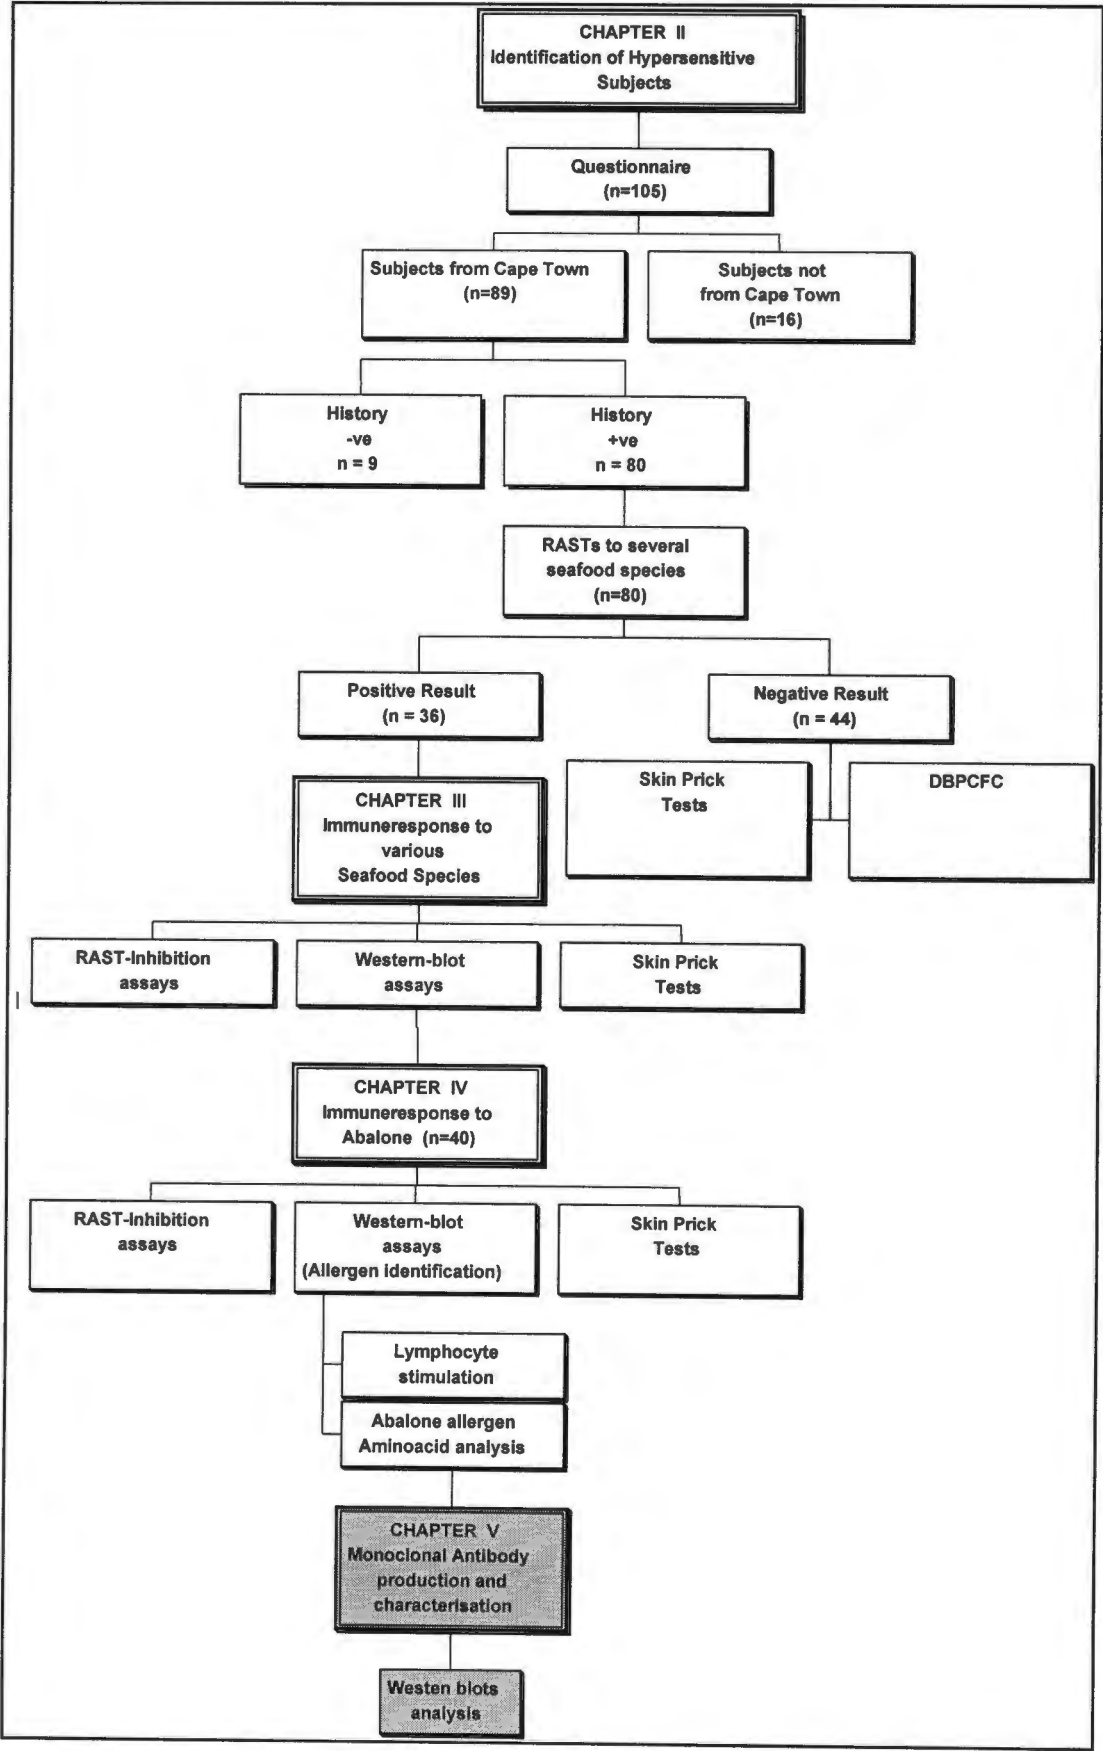 CHAPTER II
Identification of Hypersensitive
Subjects
Questionnaire
(n=105)
Subjects from Cape Town
(n=89)
Subjects not
from Cape Town
(n=16)
History
-ve
n = 9
History
+ve
n = 80
RASTs to several
seafood species
(n=80)
Positive Result
(n = 36)
Negative Result
(n = 44)
Skin Prick
Tests
DBPCFC
CHAPTER III
Immuneresponse to
various
Seafood Species
RAST-Inhibition
assays
Western-blot
assays
Skin Prick
Tests
CHAPTER IV
Immuneresponse to
Abalone (n=40)
RAST-Inhibition
assays
Western-blot
assays
(Allergen identification)
Skin Prick
Tests
Lymphocyte
stimulation
Abalone allergen
Aminoacid analysis
CHAPTER V
Monoclonal Antibody
production and
characterisation
Westen blots
analysis